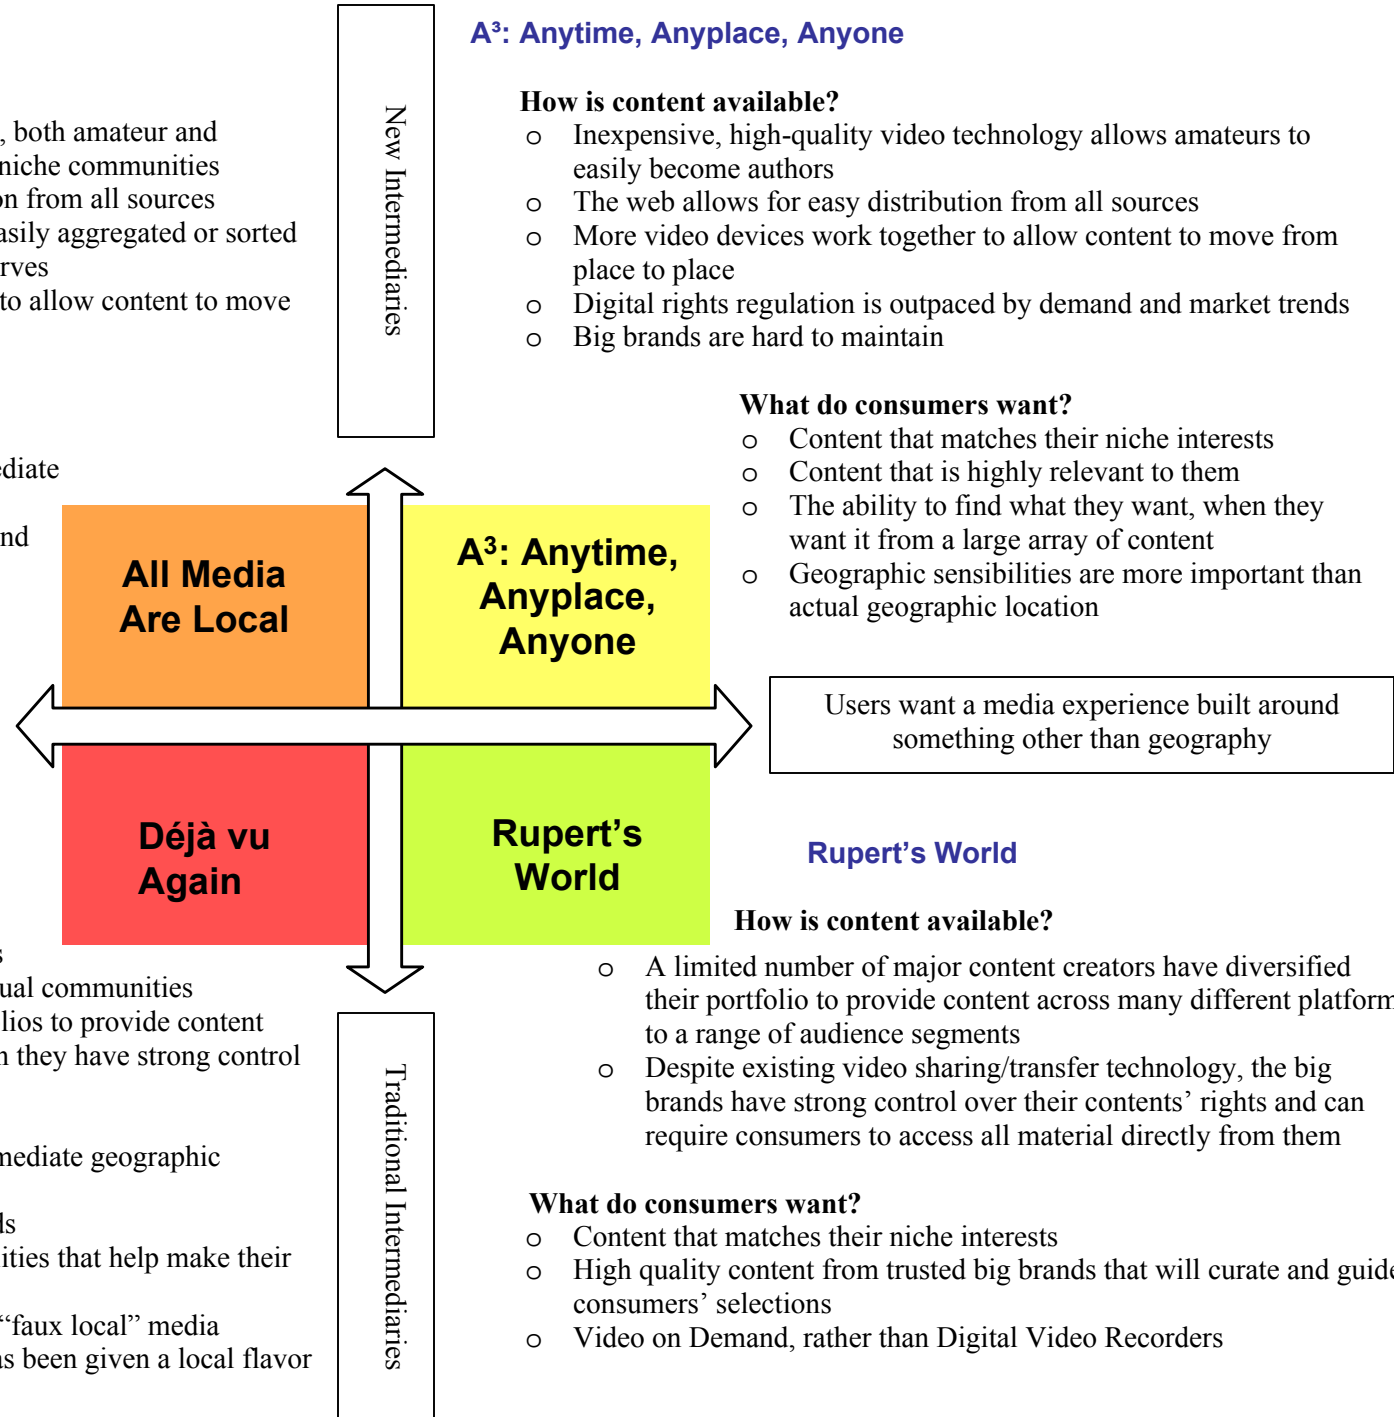 A³: Anytime, Anyplace, Anyone
How is content available?
o Inexpensive, high-quality video technology allows amateurs to
easily become authors
o The web allows for easy distribution from all sources
o More video devices work together to allow content to move from
place to place
o Digital rights regulation is outpaced by demand and market trends
o Big brands are hard to maintain
What do consumers want?
o Content that matches their niche interests
o Content that is highly relevant to them
o The ability to find what they want, when they
want it from a large array of content
o Geographic sensibilities are more important than
actual geographic location
, both amateur and
niche communities
on from all sources
asily aggregated or sorted
rves
to allow content to move
ediate
nd
New Intermediaries
All Media
Are Local
A³: Anytime,
Anyplace,
Anyone
Users want a media experience built around
something other than geography
Déjà vu
Again
Rupert’s
World
Rupert’s World
How is content available?
o A limited number of major content creators have diversified
their portfolio to provide content across many different platform
to a range of audience segments
o Despite existing video sharing/transfer technology, the big
brands have strong control over their contents’ rights and can
require consumers to access all material directly from them
What do consumers want?
o Content that matches their niche interests
o High quality content from trusted big brands that will curate and guide
consumers’ selections
o Video on Demand, rather than Digital Video Recorders
s
ual communities
lios to provide content
n they have strong control
mediate geographic
ds
lities that help make their
“faux local” media
as been given a local flavor
Traditional Intermediaries